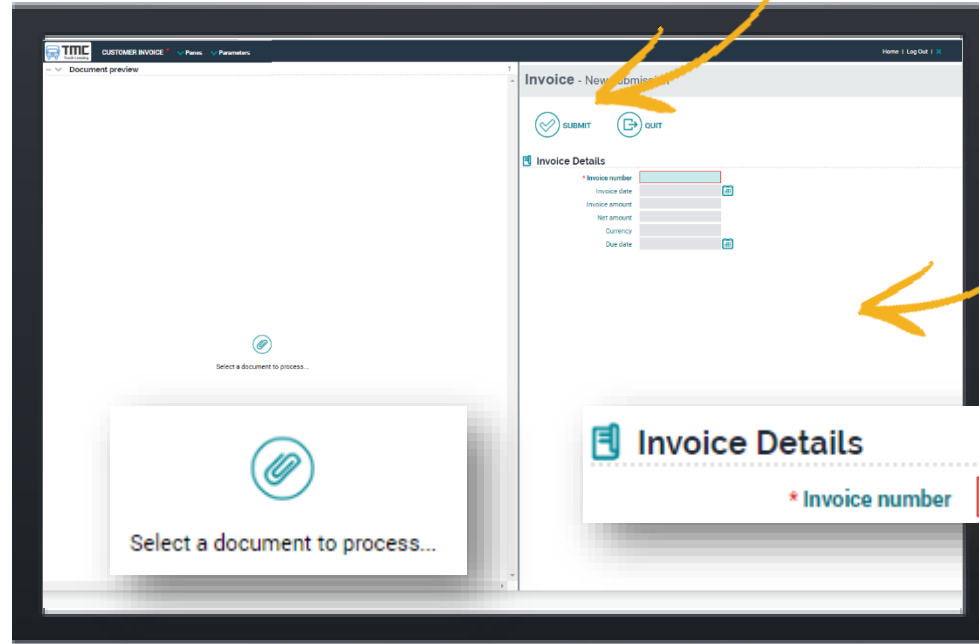 TMC CUSTOMER INVOICE * Panes Parameters Home | Log Out |
Document preview
Invoice - New submission
SUBMIT QUIT
Invoice Details
* Invoice number
Invoice date
Invoice amount
Net amount
Currency
Due date
Select a document to process...
Select a document to process...
Invoice Details
* Invoice number